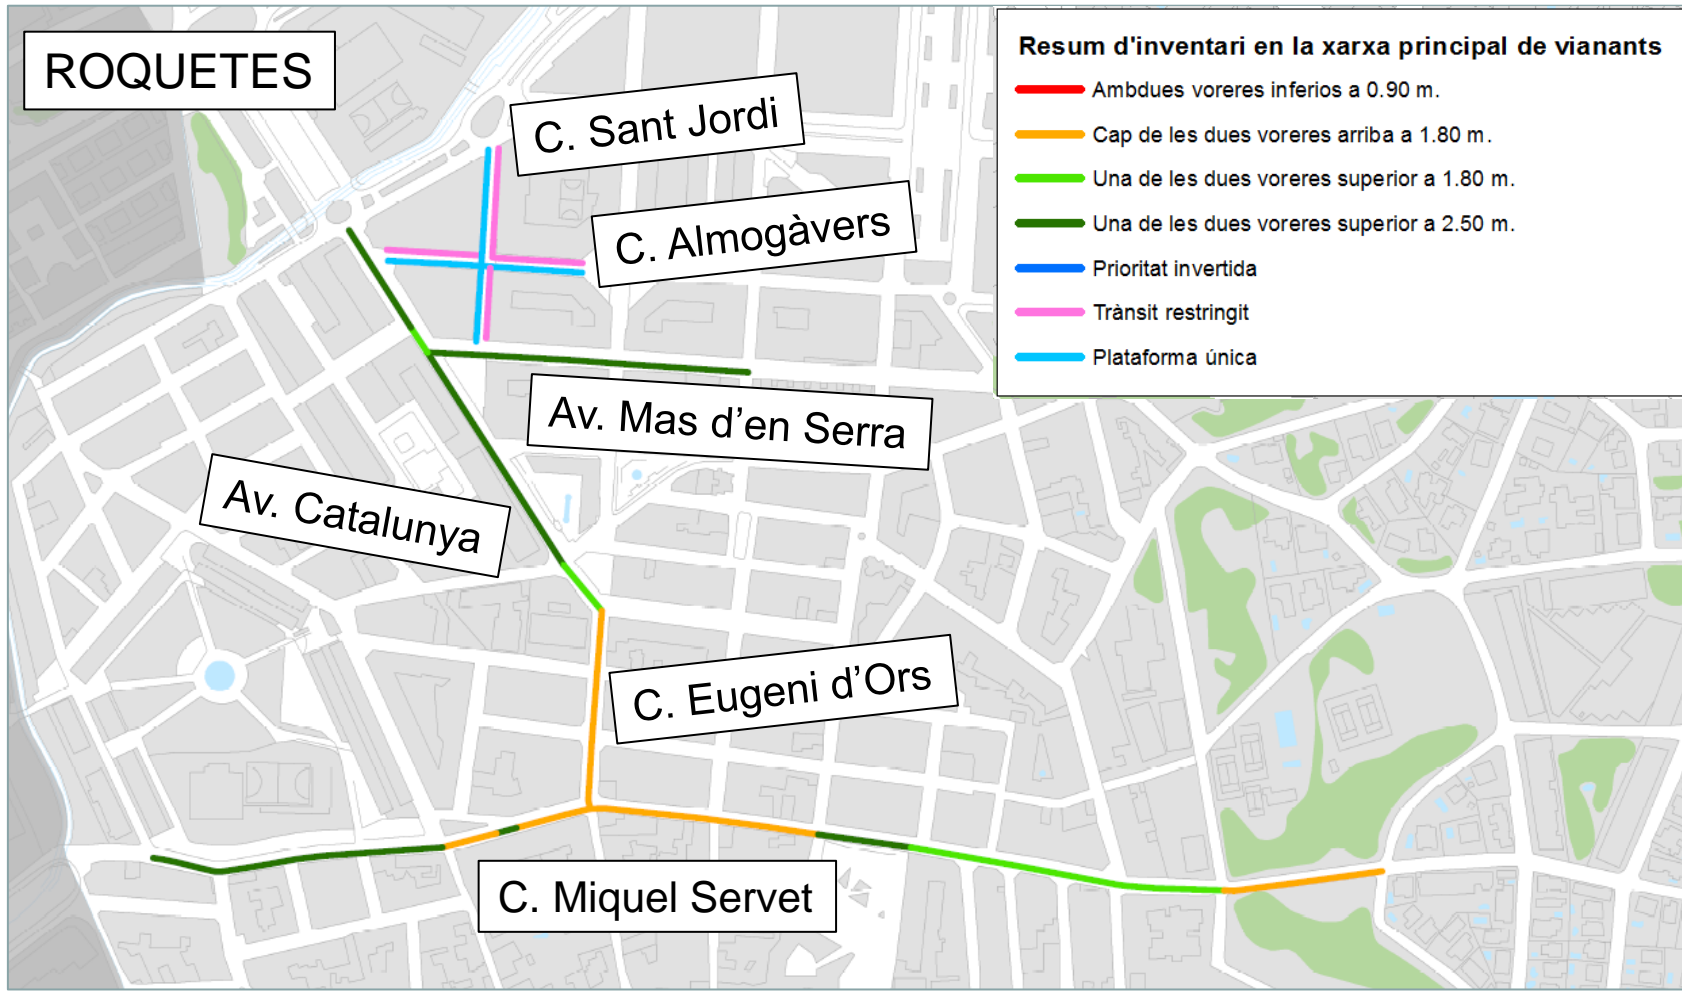 ROQUETES
Resum d'inventari en la xarxa principal de vianants
Ambdues voreres inferios a 0.90 m.
Cap de les dues voreres arriba a 1.80 m.
Una de les dues voreres superior a 1.80 m.
Una de les dues voreres superior a 2.50 m.
Prioritat invertida
Trànsit restringit
Plataforma única
C. Sant Jordi
C. Almogàvers
Av. Mas d’en Serra
Av. Catalunya
C. Eugeni d’Ors
C. Miquel Servet